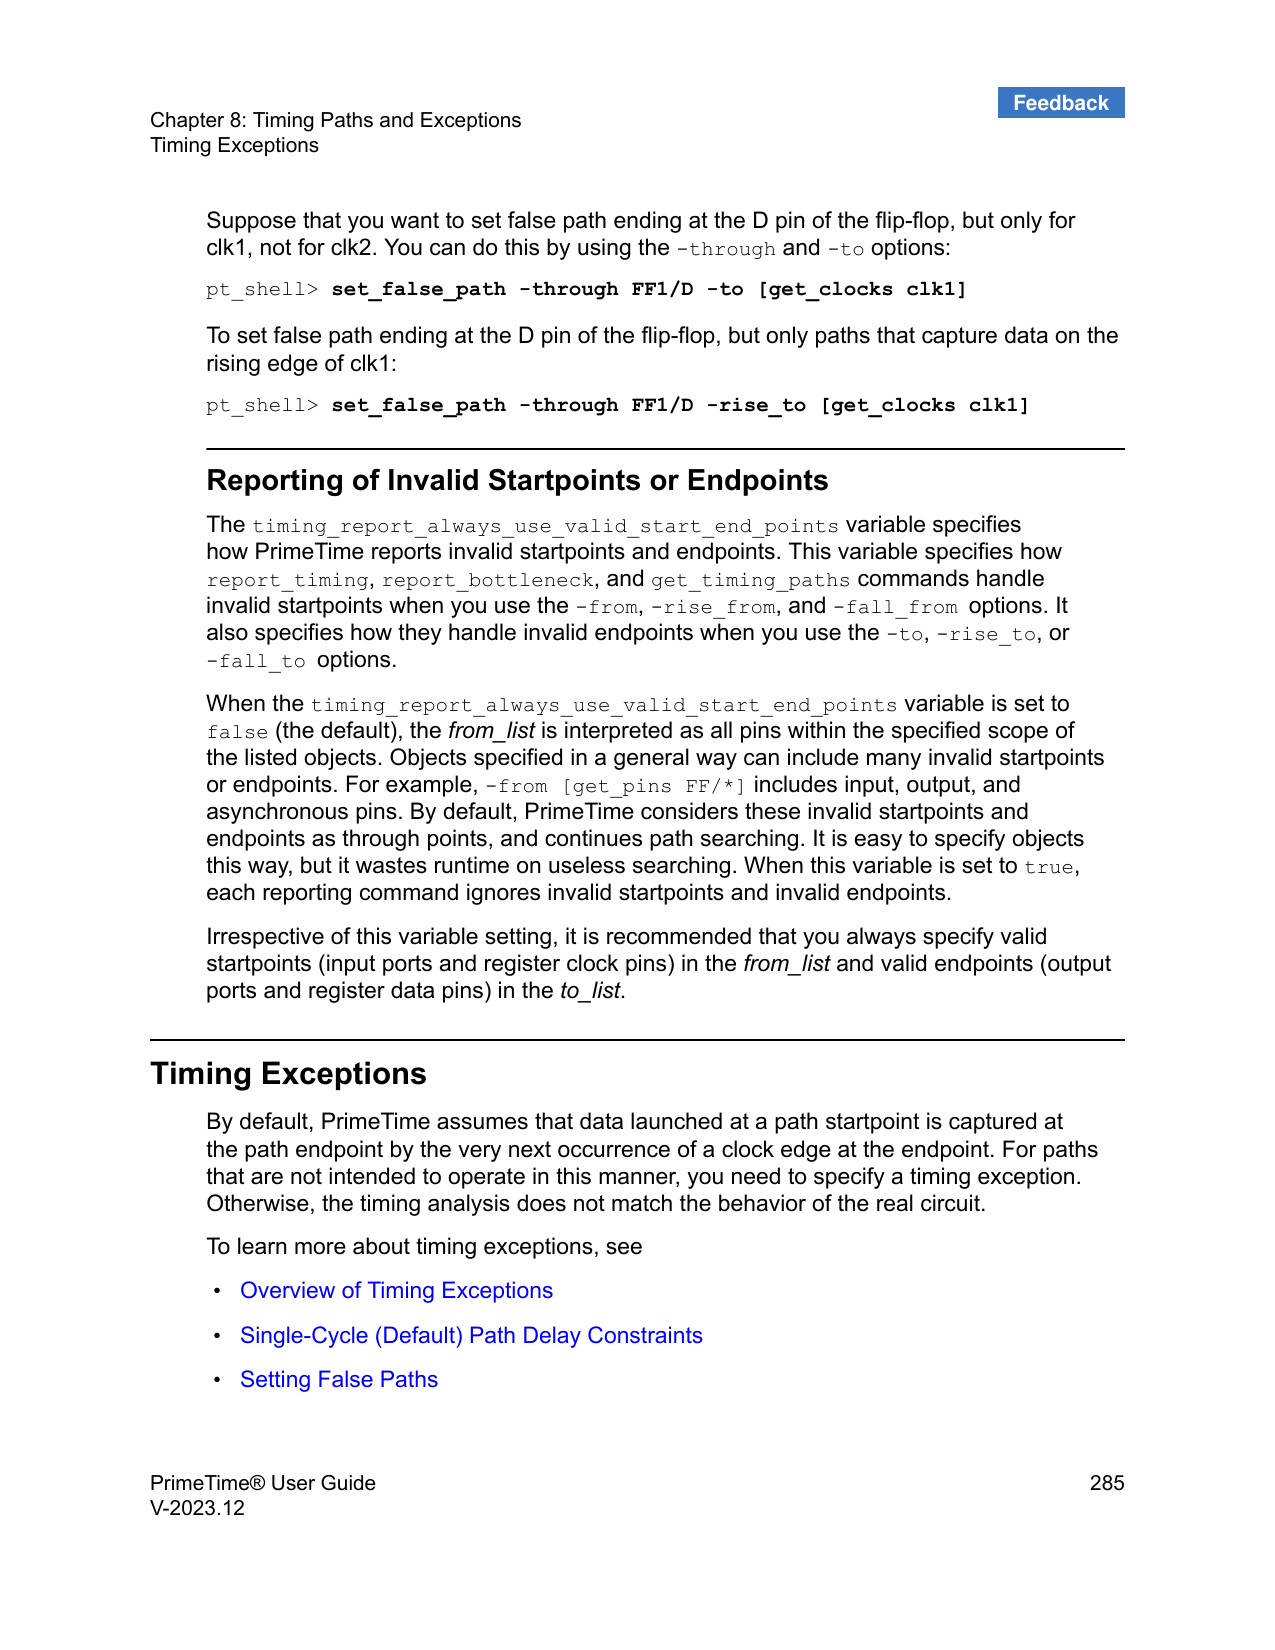 Feedback
Chapter 8: Timing Paths and Exceptions
Timing Exceptions
Suppose that you want to set false path ending at the D pin of the flip-flop, but only for
clk1, not for clk2. You can do this by using the -through and -to options:
pt_shell> set_false_path -through FF1/D -to [get_clocks clk1]
To set false path ending at the D pin of the flip-flop, but only paths that capture data on the
rising edge of clk1:
pt_shell> set_false_path -through FF1/D -rise_to [get_clocks clk1]
Reporting of Invalid Startpoints or Endpoints
The timing_report_always_use_valid_start_end_points variable specifies
how PrimeTime reports invalid startpoints and endpoints. This variable specifies how
report_timing, report_bottleneck, and get_timing_paths commands handle
invalid startpoints when you use the -from, -rise_from, and -fall_from options. It
also specifies how they handle invalid endpoints when you use the -to, -rise_to, or
-fall_to options.
When the timing_report_always_use_valid_start_end_points variable is set to
false (the default), the from_list is interpreted as all pins within the specified scope of
the listed objects. Objects specified in a general way can include many invalid startpoints
or endpoints. For example, -from [get_pins FF/*] includes input, output, and
asynchronous pins. By default, PrimeTime considers these invalid startpoints and
endpoints as through points, and continues path searching. It is easy to specify objects
this way, but it wastes runtime on useless searching. When this variable is set to true,
each reporting command ignores invalid startpoints and invalid endpoints.
Irrespective of this variable setting, it is recommended that you always specify valid
startpoints (input ports and register clock pins) in the from_list and valid endpoints (output
ports and register data pins) in the to_list.
Timing Exceptions
By default, PrimeTime assumes that data launched at a path startpoint is captured at
the path endpoint by the very next occurrence of a clock edge at the endpoint. For paths
that are not intended to operate in this manner, you need to specify a timing exception.
Otherwise, the timing analysis does not match the behavior of the real circuit.
To learn more about timing exceptions, see
• Overview of Timing Exceptions
• Single-Cycle (Default) Path Delay Constraints
• Setting False Paths
PrimeTime® User Guide 285
V-2023.12